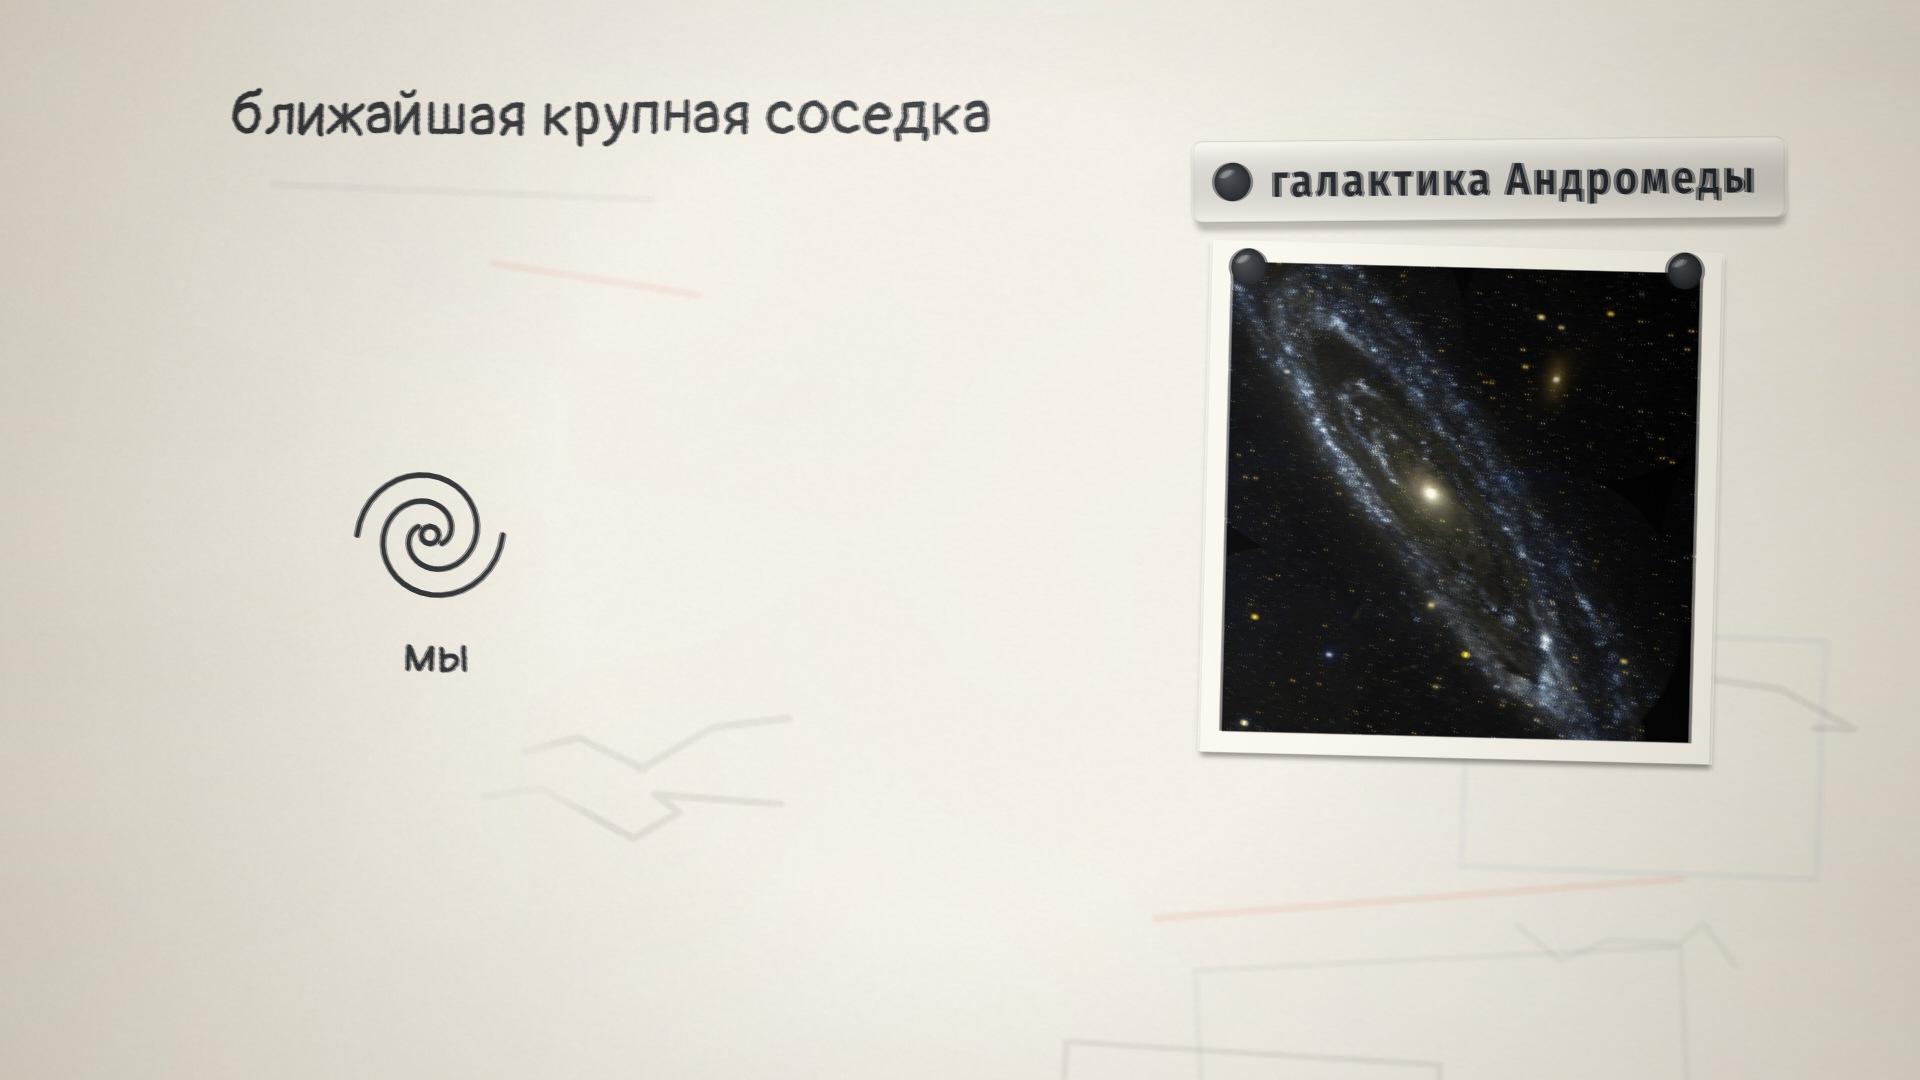 ближайшая крупная соседка
галактика Андромеды
мы